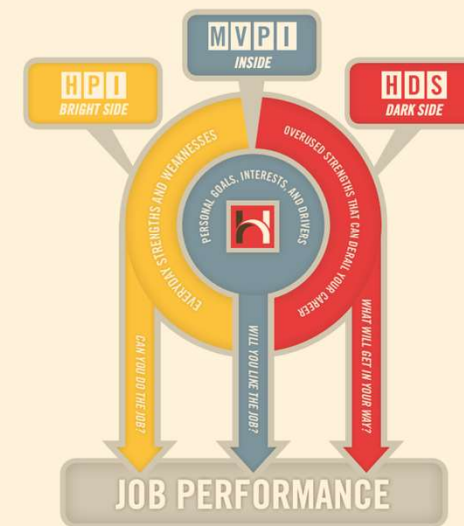 MVPI
INSIDE
HPI
BRIGHT SIDE
HDS
DARK SIDE
EVERYDAY STRENGTHS AND WEAKNESSES
PERSONAL GOALS, INTERESTS, AND DRIVERS
OVERUSED STRENGTHS THAT CAN DERAIL YOUR CAREER
CAN YOU DO THE JOB?
WILL YOU LIKE THE JOB?
WHAT WILL GET IN YOUR WAY?
JOB PERFORMANCE